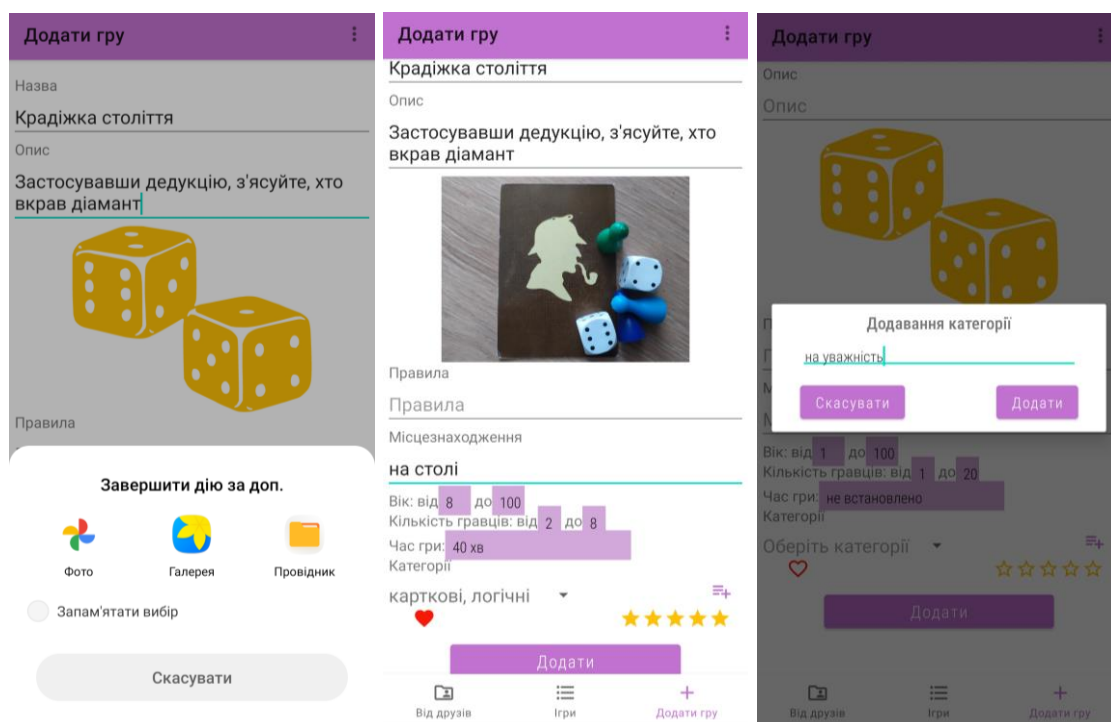 Додати гру
Назва
Крадіжка століття
Опис
Застосувавши дедукцію, з'ясуйте, хто
вкрав діамант
Правила
Завершити дію за доп.
Фото
Галерея
Провідник
Запам'ятати вибір
Скасувати
Додати гру
Крадіжка століття
Опис
Застосувавши дедукцію, з'ясуйте, хто
вкрав діамант
Правила
Правила
Місцезнаходження
на столі
Вік: від 8 до 100
Кількість гравців: від 2 до 8
Час гри: 40 хв
Категорії
карткові, логічні
Додати
Від друзів
Ігри
Додати гру
Додати гру
Опис
Опис
Додавання категорії
на уважність
Скасувати
Додати
Вік: від 1 до 100
Кількість гравців: від 1 до 20
Час гри: не встановлено
Категорії
Оберіть категорії
Додати
Від друзів
Ігри
Додати гру